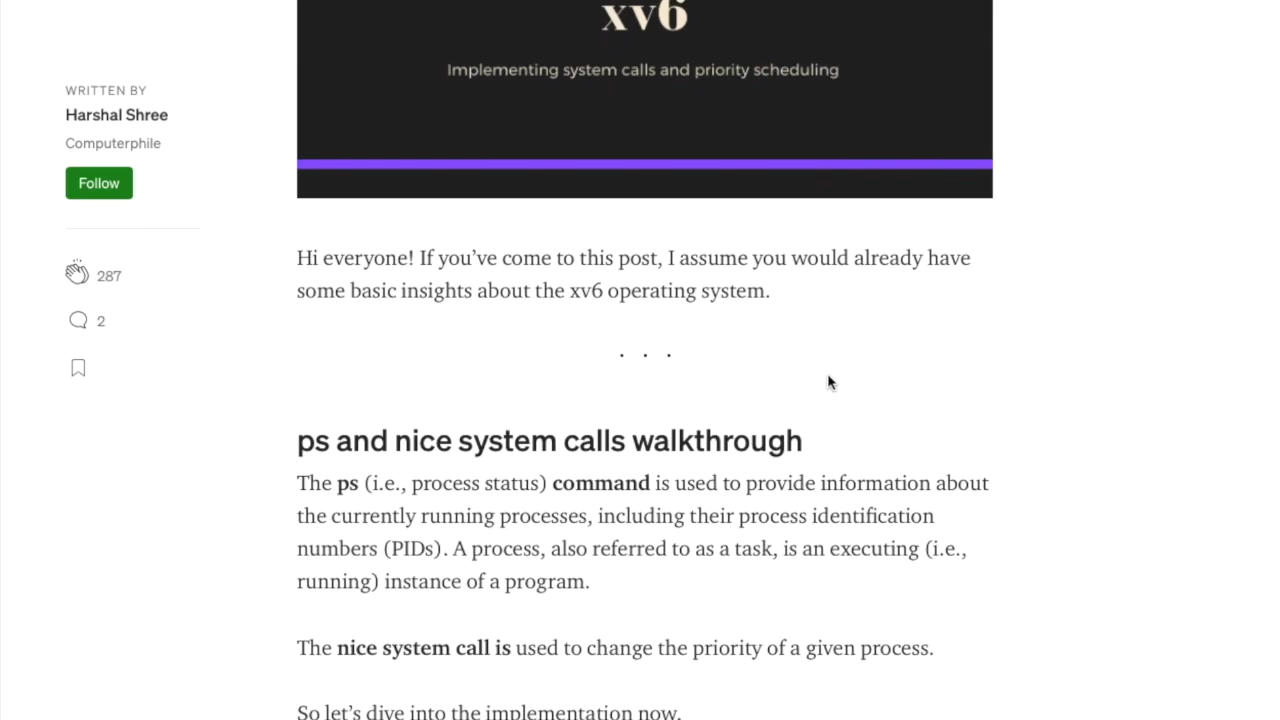 xv6
Implementing system calls and priority scheduling
WRITTEN BY
Harshal Shree
Computerphile
Follow
287
2
Hi everyone! If you’ve come to this post, I assume you would already have
some basic insights about the xv6 operating system.
. . .
ps and nice system calls walkthrough
The ps (i.e., process status) command is used to provide information about
the currently running processes, including their process identification
numbers (PIDs). A process, also referred to as a task, is an executing (i.e.,
running) instance of a program.
The nice system call is used to change the priority of a given process.
So let’s dive into the implementation now.